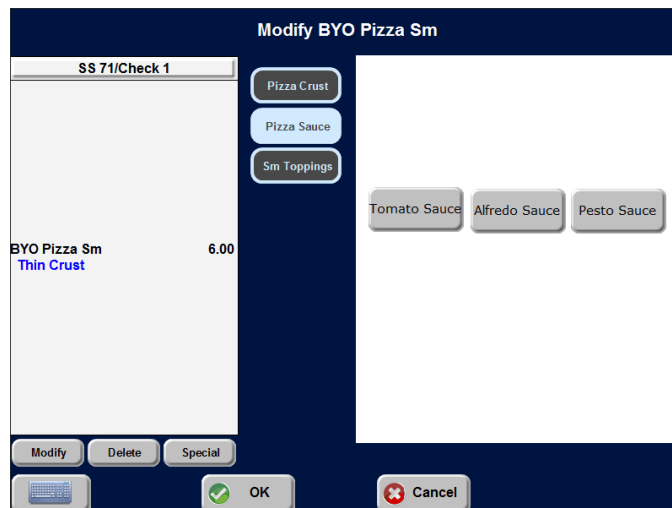 Modify BYO Pizza Sm
SS 71/Check 1
BYO Pizza Sm 6.00
Thin Crust
Pizza Crust
Pizza Sauce
Sm Toppings
Tomato Sauce Alfredo Sauce Pesto Sauce
Modify Delete Special
OK Cancel